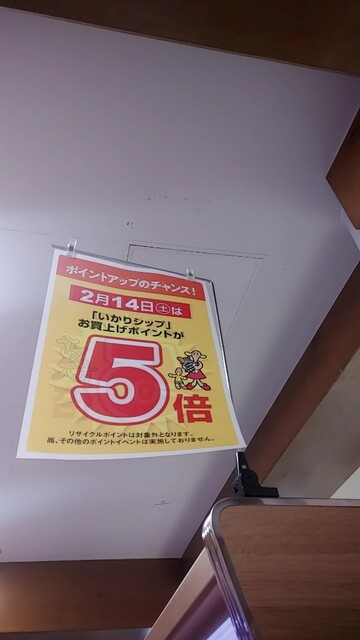 ポイントアップのチャンス！
2月14日㊏は
「いかりシップ」
お買上げポイントが
5倍
リサイクルポイントは対象外となります。
尚、その他のポイントイベントは実施しておりません。